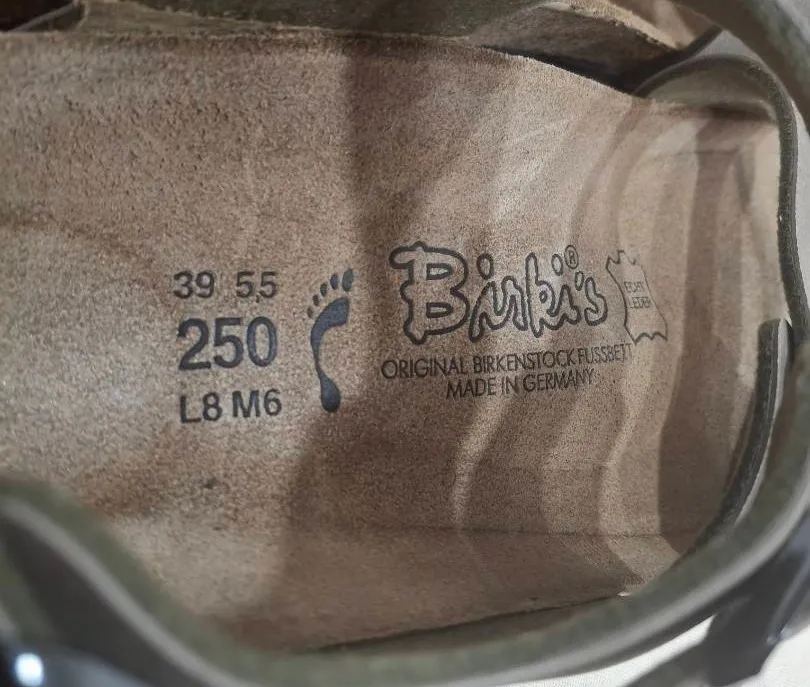 39 5,5
250
L8 M6
Birki's®
ORIGINAL BIRKENSTOCK FUSSBETT
MADE IN GERMANY
ECHT
LEDER